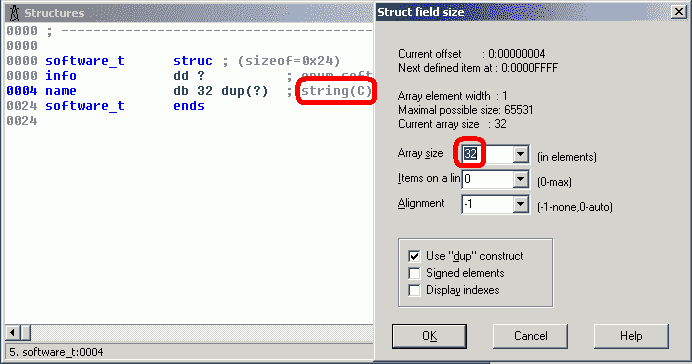 Structures
0000 ; ----------------------------------------
0000
0000 software_t struc ; (sizeof=0x24)
0000 info dd ? ; enum soft
0004 name db 32 dup(?) ; string(C)
0024 software_t ends
0024
5. software_t:0004
Struct field size
Current offset : 0:00000004
Next defined item at : 0:0000FFFF
Array element width : 1
Maximal possible size: 65531
Current array size : 32
Array size 32 (in elements)
Items on a lin 0 (0-max)
Alignment -1 (-1-none,0-auto)
Use "dup" construct
Signed elements
Display indexes
OK Cancel Help